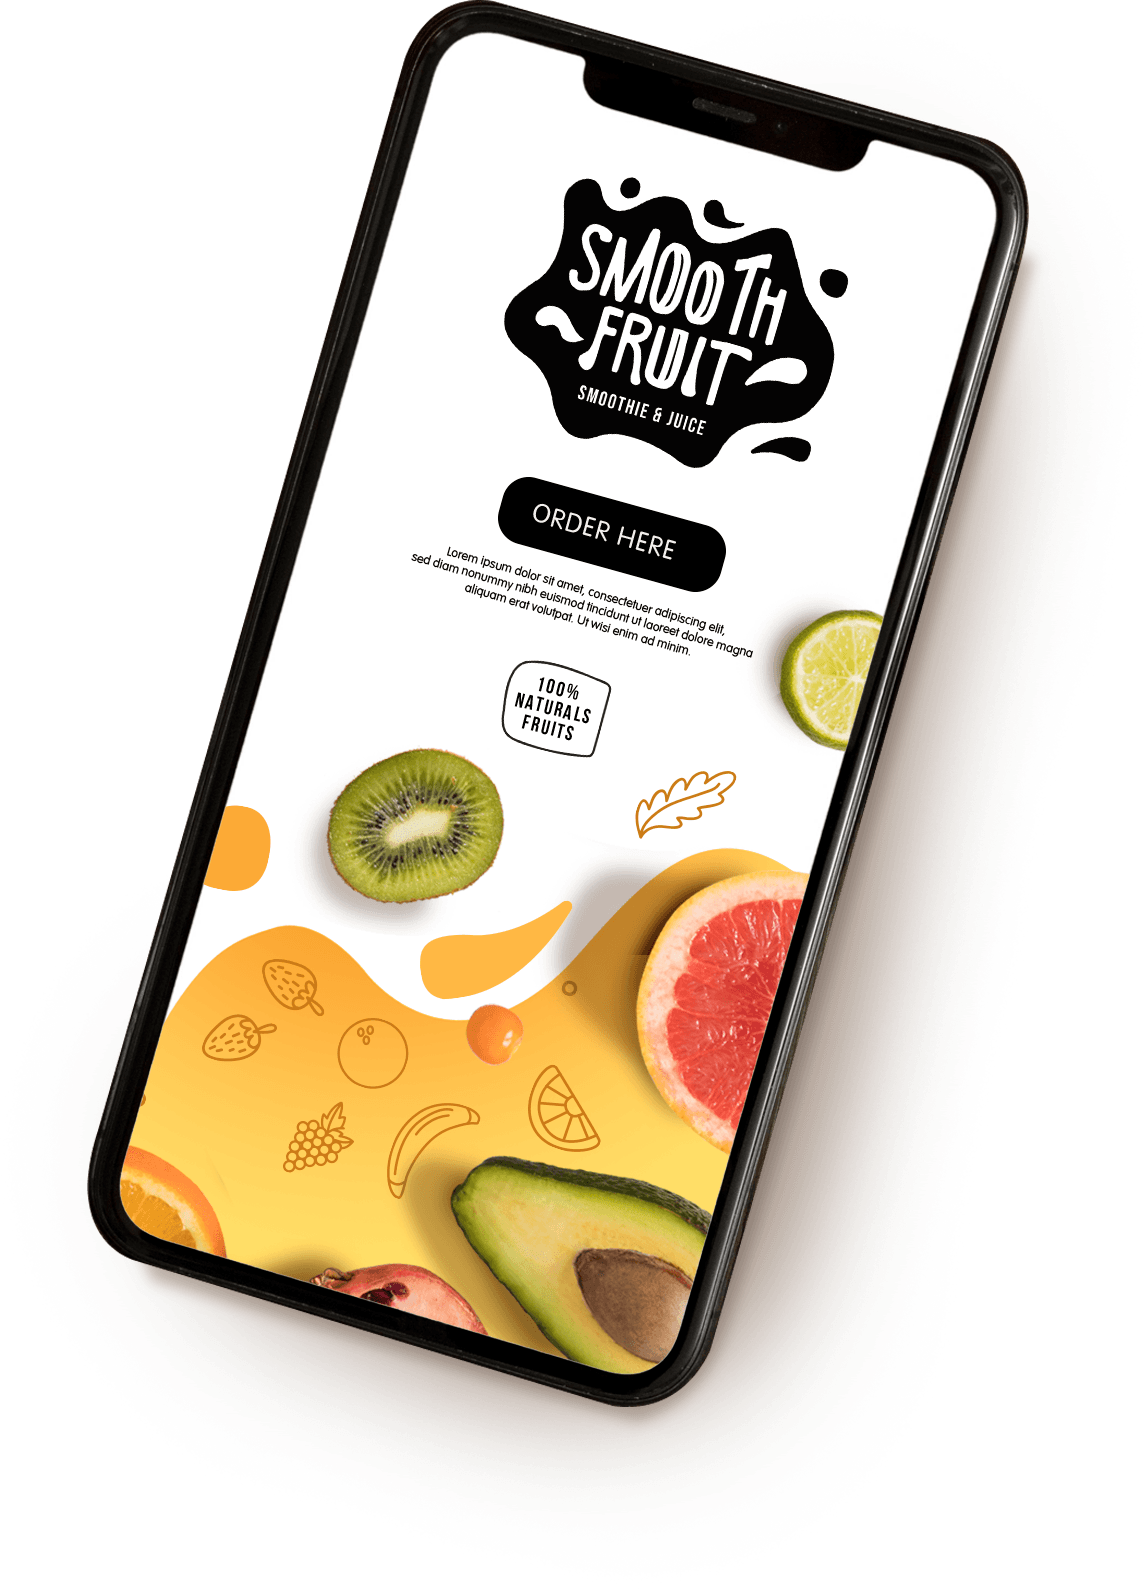 SMOOTH
FRUIT
SMOOTHIE & JUICE
ORDER HERE
Lorem ipsum dolor sit amet, consectetuer adipiscing elit,
sed diam nonummy nibh euismod tincidunt ut laoreet dolore magna
aliquam erat volutpat. Ut wisi enim ad minim.
100%
NATURALS
FRUITS